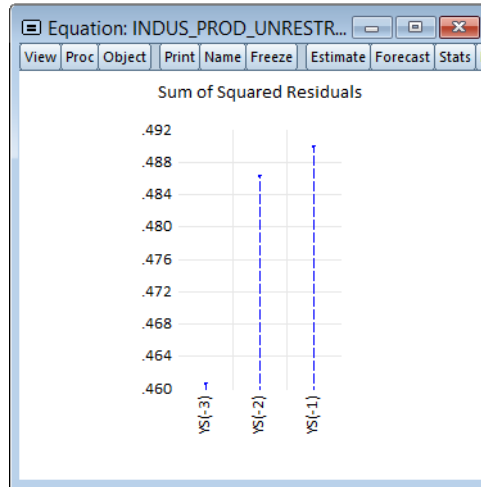 Equation: INDUS_PROD_UNRESTR...
View Proc Object Print Name Freeze Estimate Forecast Stats
Sum of Squared Residuals
.492
.488
.484
.480
.476
.472
.468
.464
.460
YS(-3)
YS(-2)
YS(-1)